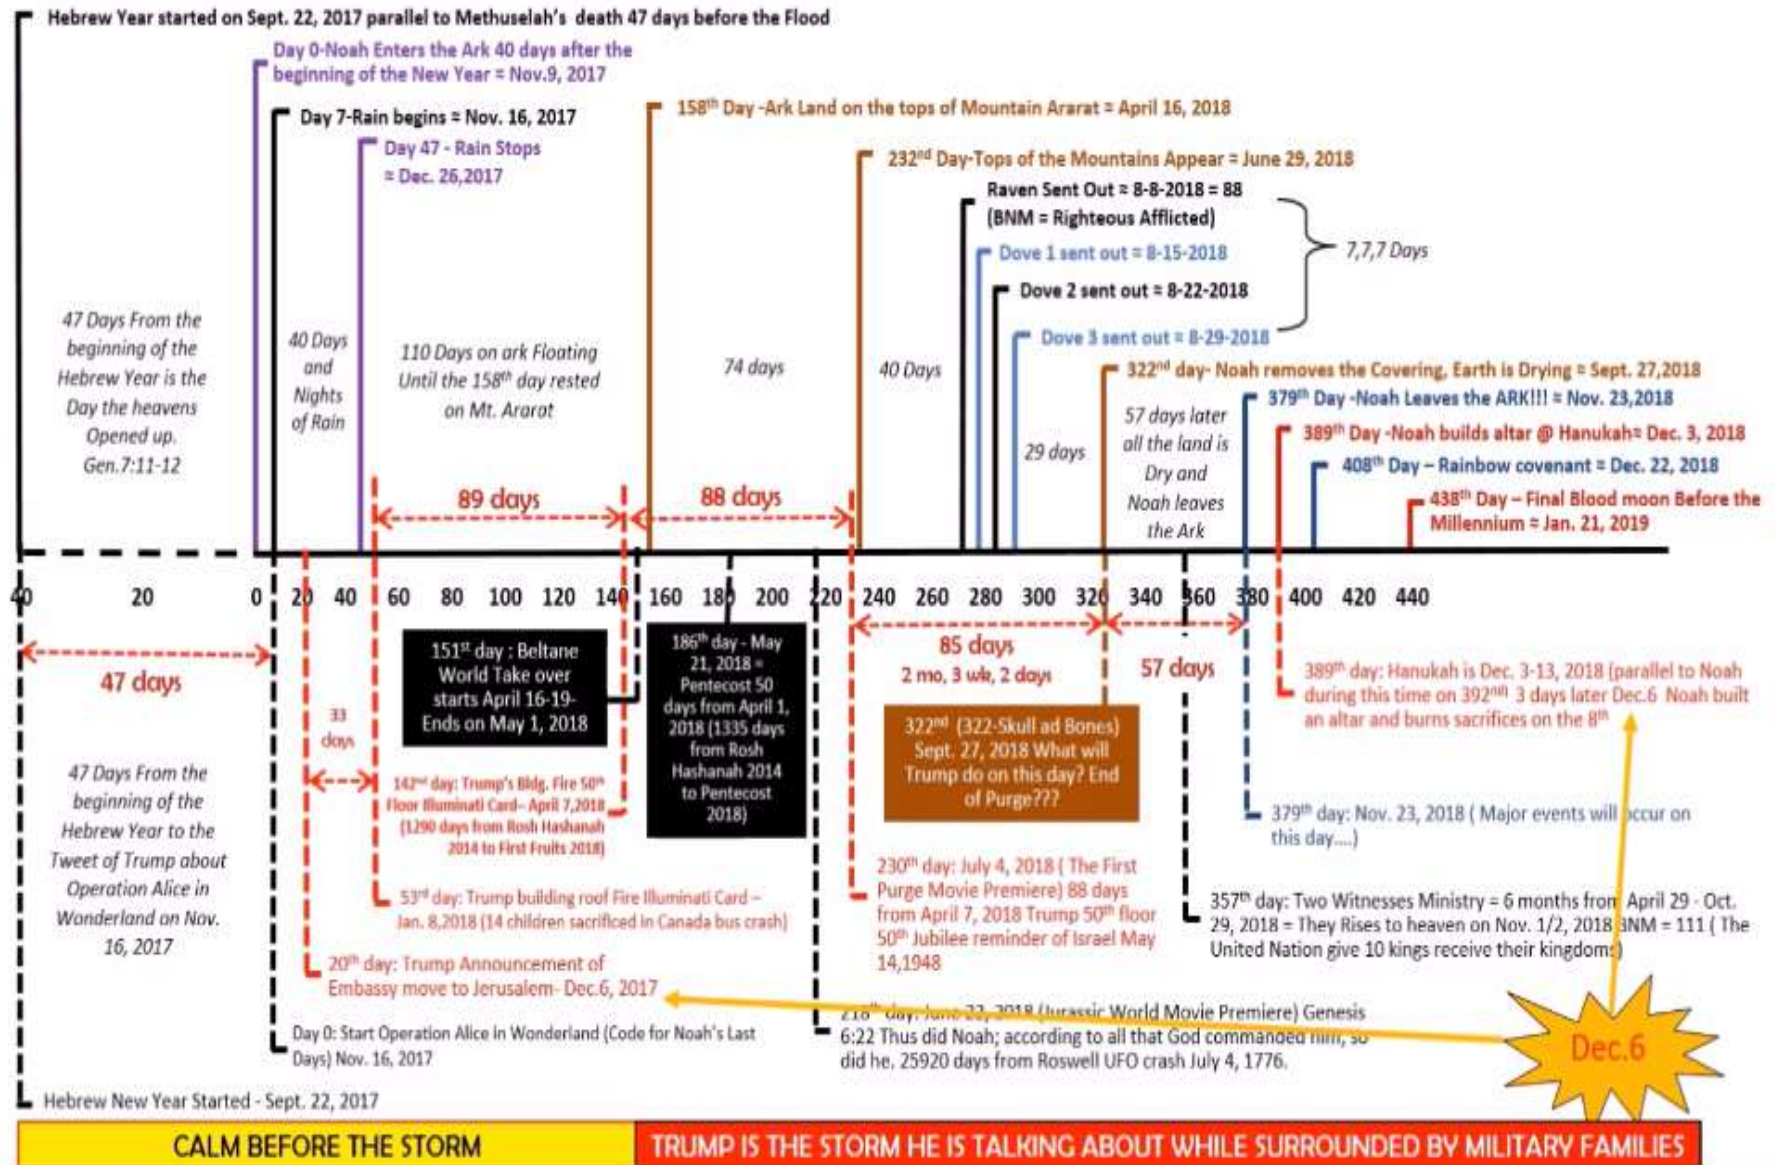 Hebrew Year started on Sept. 22, 2017 parallel to Methuselah's death 47 days before the Flood
Day 0-Noah Enters the Ark 40 days after the
beginning of the New Year = Nov.9, 2017
Day 7-Rain begins = Nov. 16, 2017
Day 47 - Rain Stops
= Dec. 26,2017
158th Day -Ark Land on the tops of Mountain Ararat = April 16, 2018
232nd Day-Tops of the Mountains Appear = June 29, 2018
Raven Sent Out = 8-8-2018 = 88
(BNM = Righteous Afflicted)
Dove 1 sent out = 8-15-2018
Dove 2 sent out = 8-22-2018
Dove 3 sent out = 8-29-2018
7,7,7 Days
322nd day- Noah removes the Covering, Earth is Drying = Sept. 27,2018
379th Day -Noah Leaves the ARK!!! = Nov. 23,2018
389th Day -Noah builds altar @ Hanukah= Dec. 3, 2018
408th Day – Rainbow covenant = Dec. 22, 2018
438th Day – Final Blood moon Before the
Millennium = Jan. 21, 2019
47 Days From the
beginning of the
Hebrew Year is the
Day the heavens
Opened up.
Gen.7:11-12
40 Days
and
Nights
of Rain
110 Days on ark Floating
Until the 158th day rested
on Mt. Ararat
74 days
40 Days
29 days
57 days later
all the land is
Dry and
Noah leaves
the Ark
89 days
88 days
40 20 0 20 40 60 80 100 120 140 160 180 200 220 240 260 280 300 320 340 360 380 400 420 440
47 days
33
days
85 days
2 mo, 3 wk, 2 days
57 days
151st day : Beltane
World Take over
starts April 16-19-
Ends on May 1, 2018
186th day - May
21, 2018 =
Pentecost 50
days from April 1,
2018 (1335 days
from Rosh
Hashanah 2014
to Pentecost
2018)
322nd (322-Skull ad Bones)
Sept. 27, 2018 What will
Trump do on this day? End
of Purge???
389th day: Hanukah is Dec. 3-13, 2018 (parallel to Noah
during this time on 392nd) 3 days later Dec.6 Noah built
an altar and burns sacrifices on the 8th
47 Days From the
beginning of the
Hebrew Year to the
Tweet of Trump about
Operation Alice in
Wonderland on Nov.
16, 2017
142nd day: Trump's Bldg. Fire 50th
Floor Illuminati Card– April 7,2018
(1290 days from Rosh Hashanah
2014 to First Fruits 2018)
53rd day: Trump building roof Fire Illuminati Card –
Jan. 8,2018 (14 children sacrificed in Canada bus crash)
20th day: Trump Announcement of
Embassy move to Jerusalem- Dec.6, 2017
Day 0: Start Operation Alice in Wonderland (Code for Noah's Last
Days) Nov. 16, 2017
Hebrew New Year Started - Sept. 22, 2017
230th day: July 4, 2018 ( The First
Purge Movie Premiere) 88 days
from April 7, 2018 Trump 50th floor
50th Jubilee reminder of Israel May
14,1948
379th day: Nov. 23, 2018 ( Major events will occur on
this day....)
357th day: Two Witnesses Ministry = 6 months from April 29 - Oct.
29, 2018 = They Rises to heaven on Nov. 1/2, 2018 BNM = 111 ( The
United Nation give 10 kings receive their kingdoms)
218th day: June 22, 2018 (Jurassic World Movie Premiere) Genesis
6:22 Thus did Noah; according to all that God commanded him, so
did he. 25920 days from Roswell UFO crash July 4, 1776.
Dec.6
CALM BEFORE THE STORM
TRUMP IS THE STORM HE IS TALKING ABOUT WHILE SURROUNDED BY MILITARY FAMILIES